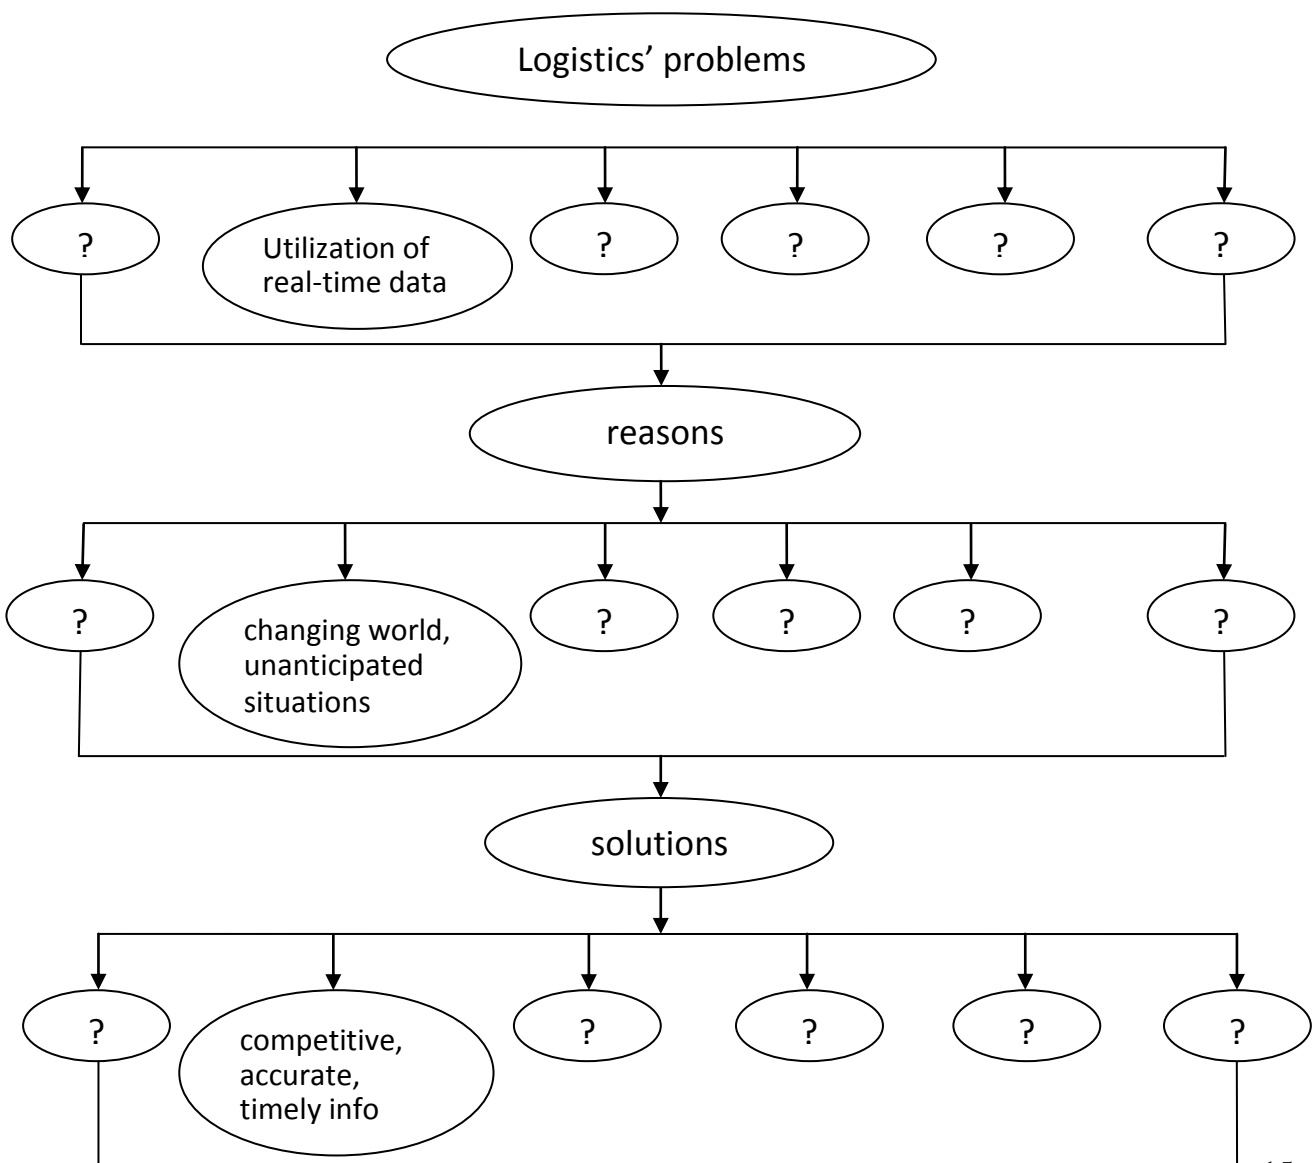 Logistics’ problems
?
Utilization of
real-time data
?
?
?
?
reasons
?
changing world,
unanticipated
situations
?
?
?
?
solutions
?
competitive,
accurate,
timely info
?
?
?
?